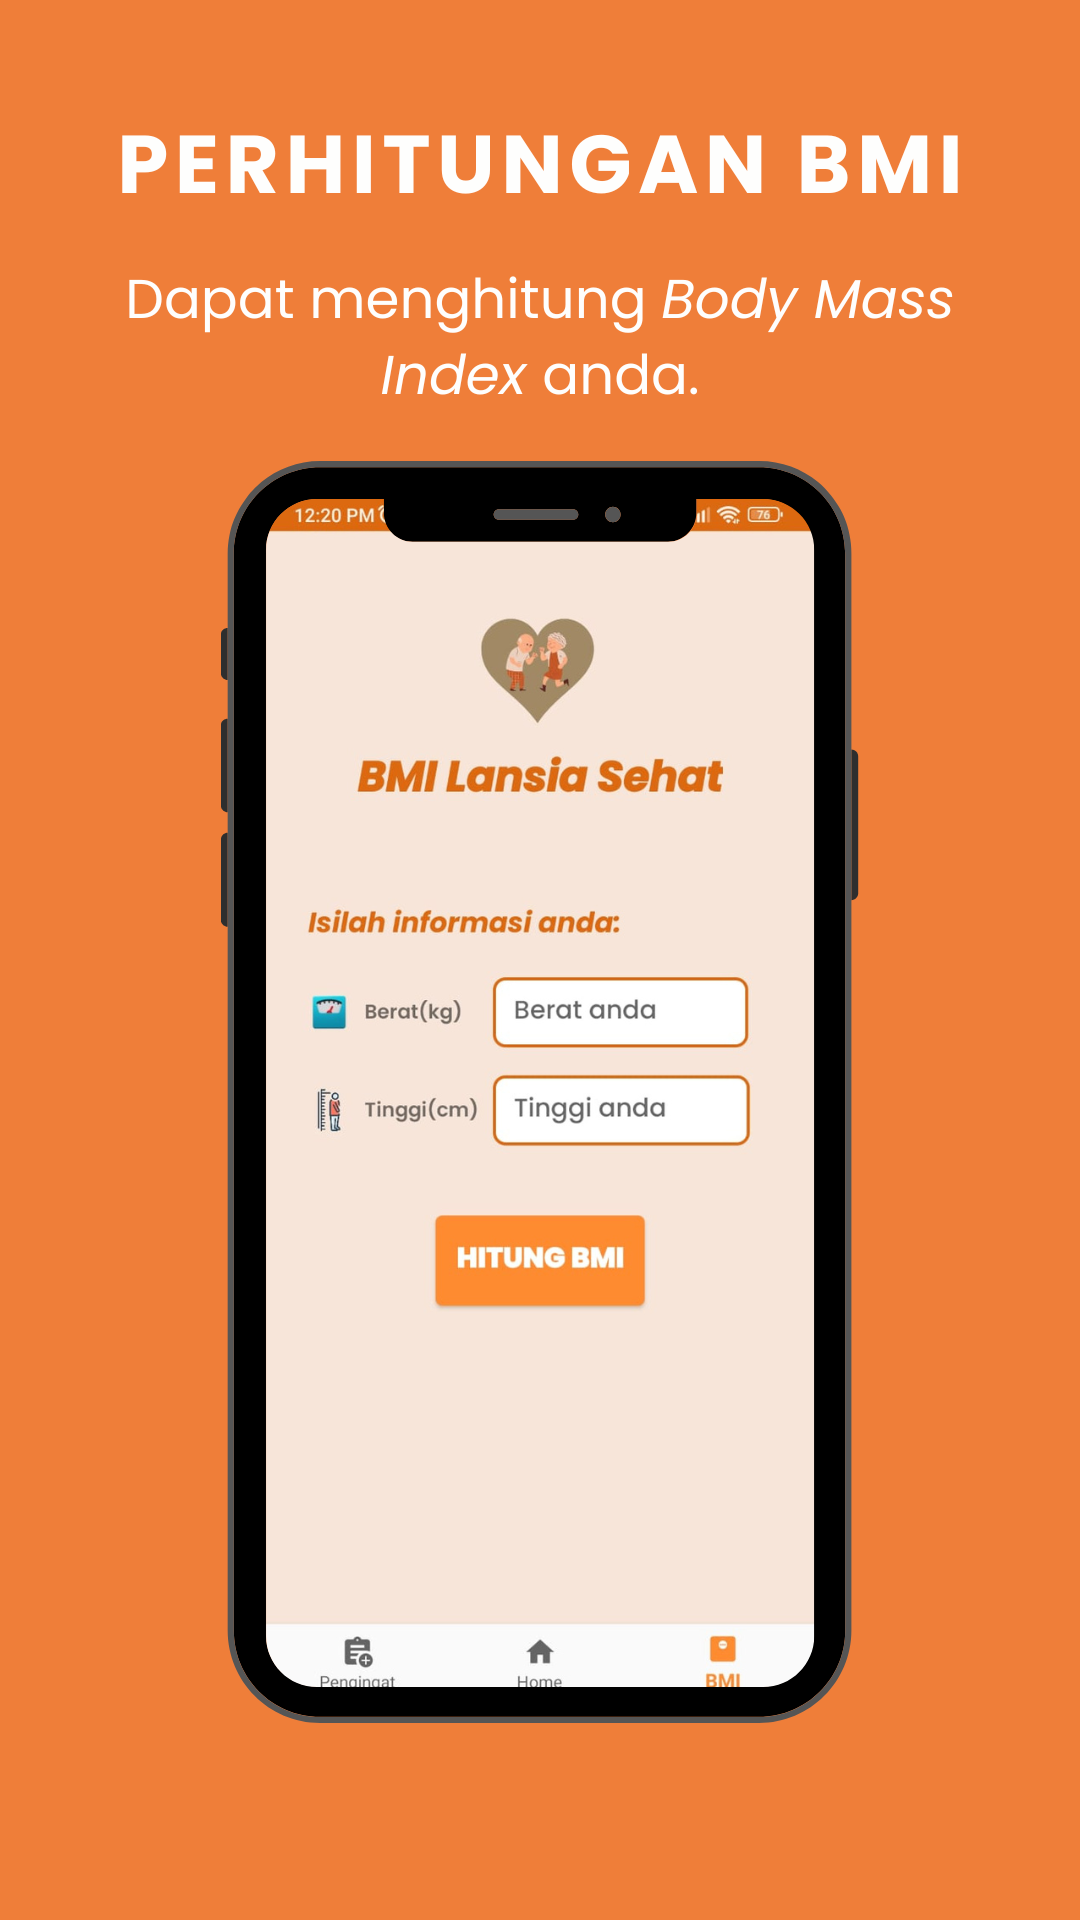 PERHITUNGAN BMI
Dapat menghitung Body Mass
Index anda.
12:20 PM
76
BMI Lansia Sehat
Isilah informasi anda:
Berat(kg)
Berat anda
Tinggi(cm)
Tinggi anda
HITUNG BMI
Pengingat
Home
BMI